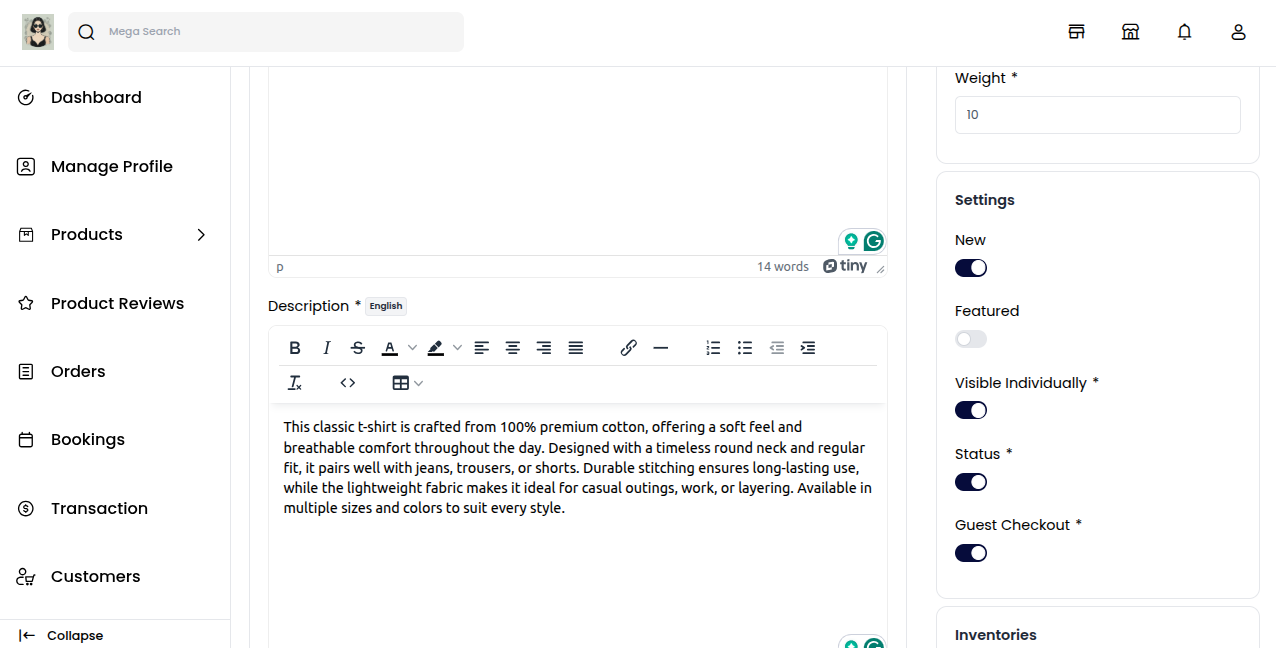 Mega Search
Dashboard
Manage Profile
Products
Product Reviews
Orders
Bookings
Transaction
Customers
Collapse
p
14 words
tiny
Description * English
This classic t-shirt is crafted from 100% premium cotton, offering a soft feel and
breathable comfort throughout the day. Designed with a timeless round neck and regular
fit, it pairs well with jeans, trousers, or shorts. Durable stitching ensures long-lasting use,
while the lightweight fabric makes it ideal for casual outings, work, or layering. Available in
multiple sizes and colors to suit every style.
Weight *
10
Settings
New
Featured
Visible Individually *
Status *
Guest Checkout *
Inventories